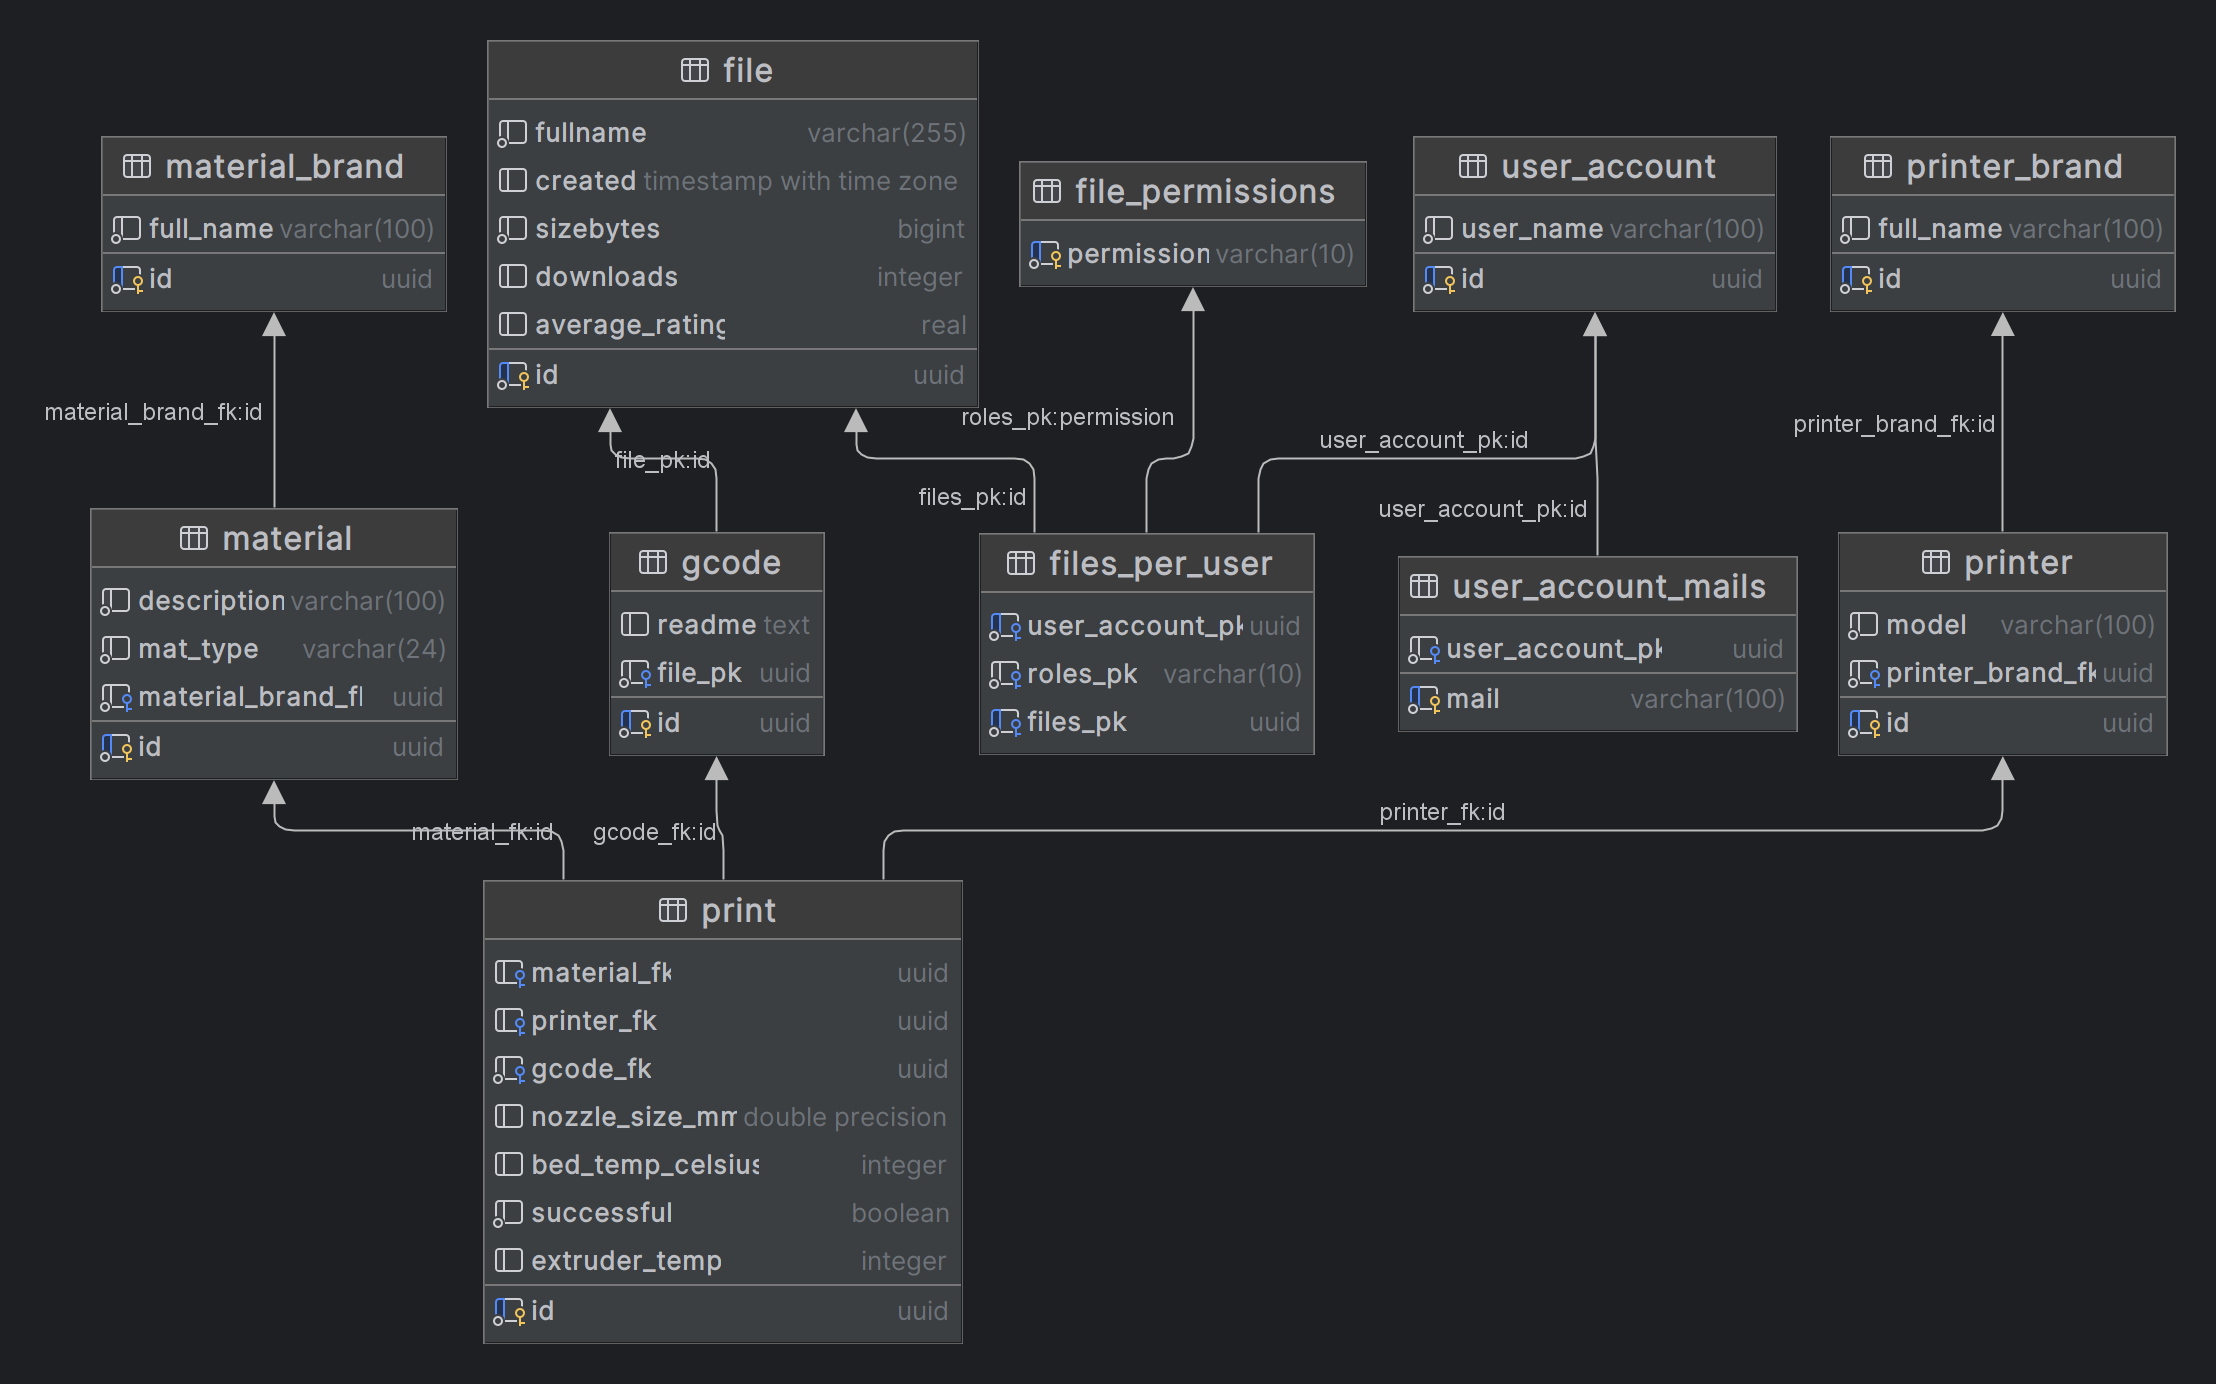 file
fullname varchar(255)
created timestamp with time zone
sizebytes bigint
downloads integer
average_rating real
id uuid
material_brand
full_name varchar(100)
id uuid
file_permissions
permission varchar(10)
user_account
user_name varchar(100)
id uuid
printer_brand
full_name varchar(100)
id uuid
material_brand_fk:id
file_pk:id
roles_pk:permission
files_pk:id
user_account_pk:id
user_account_pk:id
printer_brand_fk:id
material
description varchar(100)
mat_type varchar(24)
material_brand_fl uuid
id uuid
gcode
readme text
file_pk uuid
id uuid
files_per_user
user_account_pk uuid
roles_pk varchar(10)
files_pk uuid
user_account_mails
user_account_pk uuid
mail varchar(100)
printer
model varchar(100)
printer_brand_fk uuid
id uuid
material_fk:id
gcode_fk:id
printer_fk:id
print
material_fk uuid
printer_fk uuid
gcode_fk uuid
nozzle_size_mm double precision
bed_temp_celsius integer
successful boolean
extruder_temp integer
id uuid